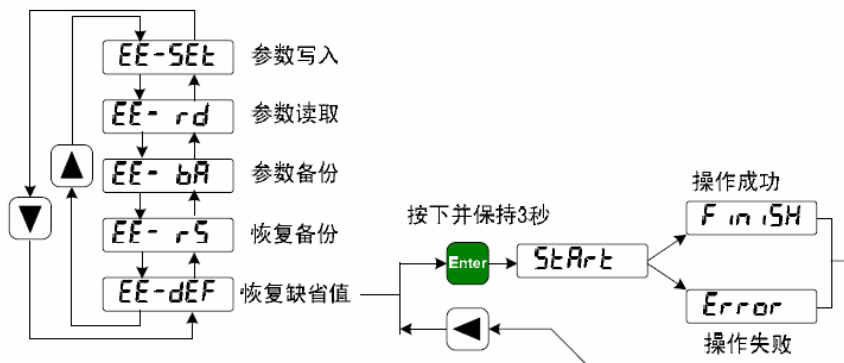 EE-SEt 参数写入
EE- rd 参数读取
EE- bA 参数备份
EE- rS 恢复备份
EE-dEF 恢复缺省值
按下并保持3秒
Enter
StArt
操作成功
FiniSH
Error
操作失败